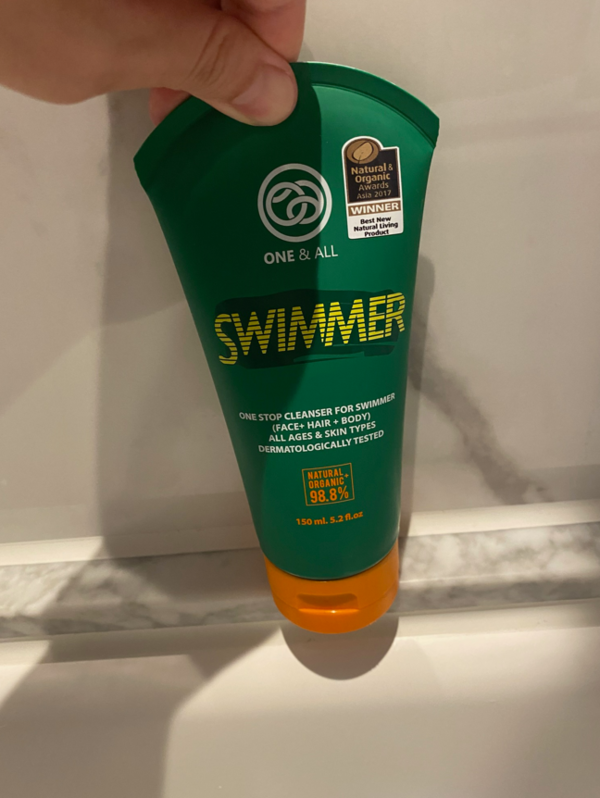 Natural &
Organic
Awards
Asia 2017
WINNER
Best New
Natural Living
Product
ONE & ALL
SWIMMER
ONE STOP CLEANSER FOR SWIMMER
(FACE+ HAIR + BODY)
ALL AGES & SKIN TYPES
DERMATOLOGICALLY TESTED
NATURAL+
ORGANIC
98.8%
150 ml. 5.2 fl.oz